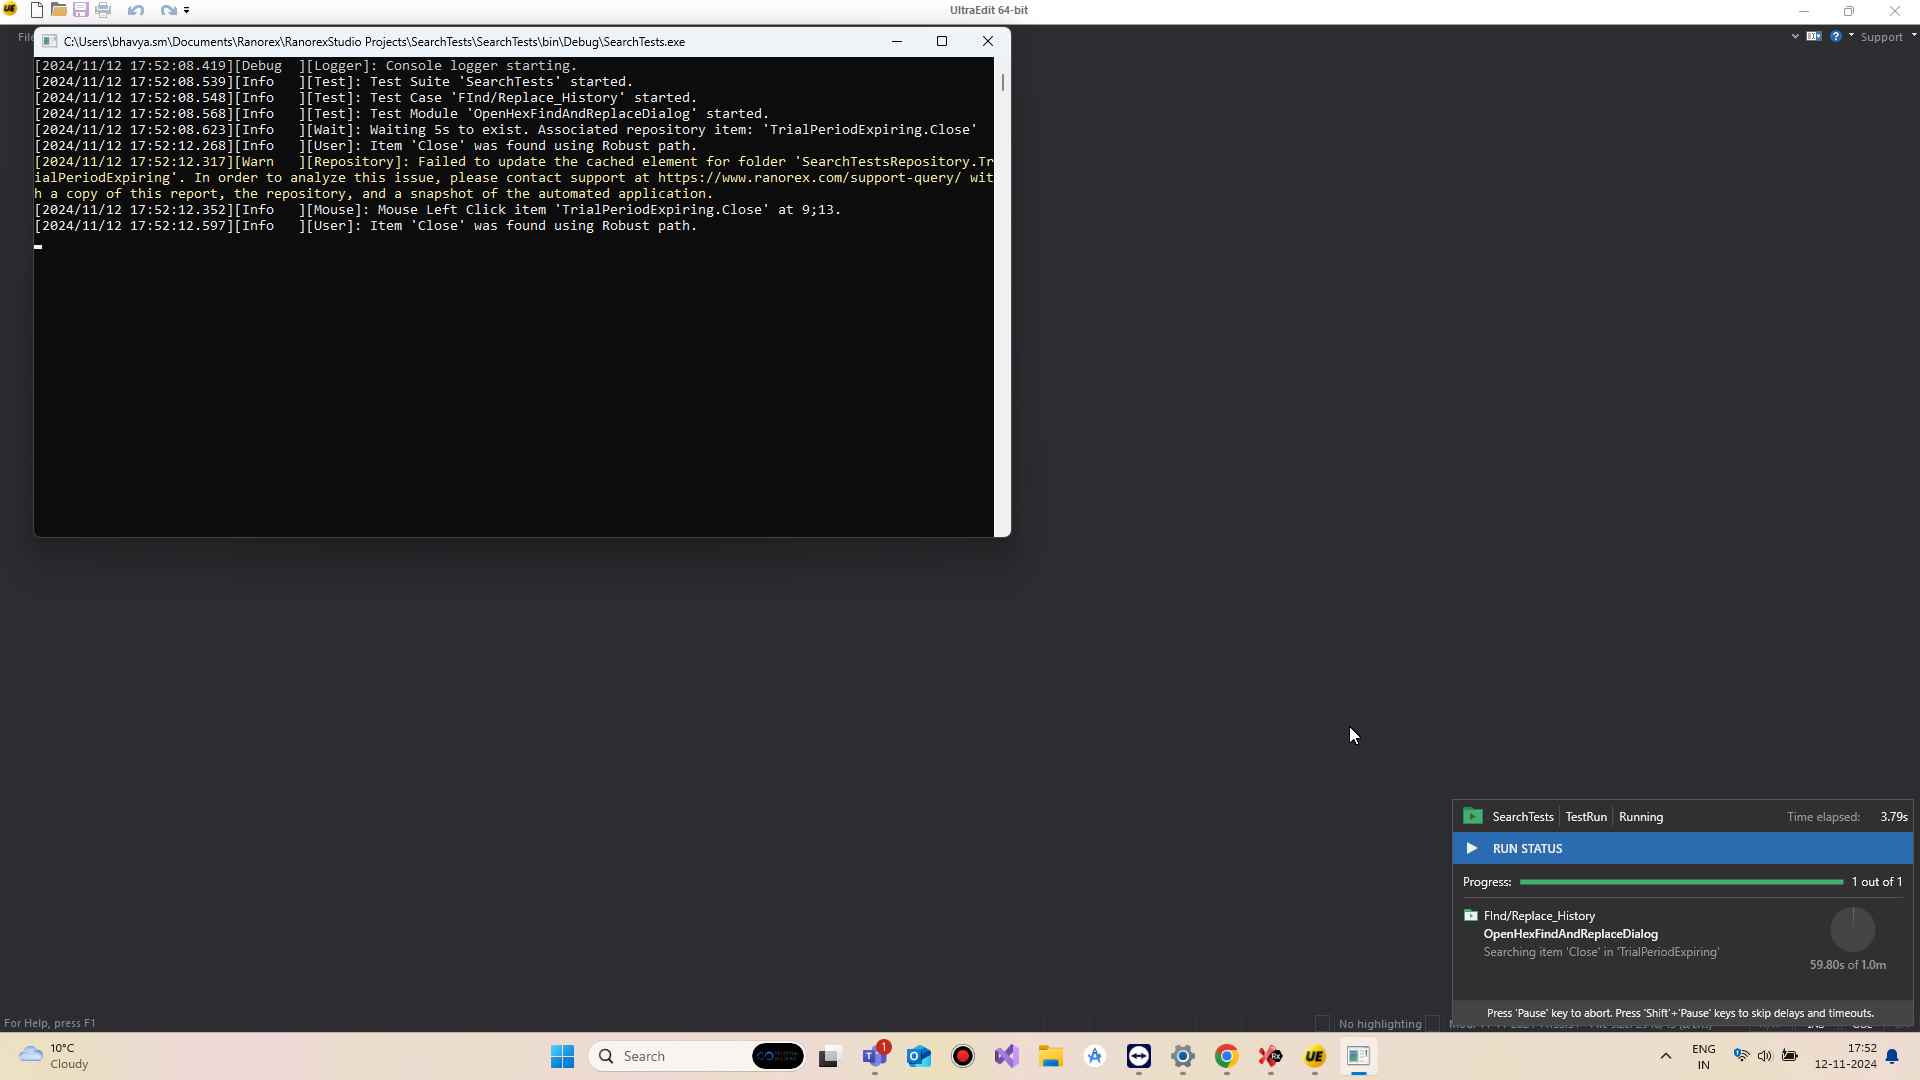 UltraEdit 64-bit
File
Support
C:\Users\bhavya.sm\Documents\Ranorex\RanorexStudio Projects\SearchTests\SearchTests\bin\Debug\SearchTests.exe
[2024/11/12 17:52:08.419][Debug  ][Logger]: Console logger starting.
[2024/11/12 17:52:08.539][Info   ][Test]: Test Suite 'SearchTests' started.
[2024/11/12 17:52:08.548][Info   ][Test]: Test Case 'FInd/Replace_History' started.
[2024/11/12 17:52:08.568][Info   ][Test]: Test Module 'OpenHexFindAndReplaceDialog' started.
[2024/11/12 17:52:08.623][Info   ][Wait]: Waiting 5s to exist. Associated repository item: 'TrialPeriodExpiring.Close'
[2024/11/12 17:52:12.268][Info   ][User]: Item 'Close' was found using Robust path.
[2024/11/12 17:52:12.317][Warn   ][Repository]: Failed to update the cached element for folder 'SearchTestsRepository.Tr
ialPeriodExpiring'. In order to analyze this issue, please contact support at https://www.ranorex.com/support-query/ wit
h a copy of this report, the repository, and a snapshot of the automated application.
[2024/11/12 17:52:12.352][Info   ][Mouse]: Mouse Left Click item 'TrialPeriodExpiring.Close' at 9;13.
[2024/11/12 17:52:12.597][Info   ][User]: Item 'Close' was found using Robust path.
SearchTests TestRun Running Time elapsed: 3.79s
RUN STATUS
Progress: 1 out of 1
FInd/Replace_History
OpenHexFindAndReplaceDialog
Searching item 'Close' in 'TrialPeriodExpiring'
59.80s of 1.0m
Press 'Pause' key to abort. Press 'Shift'+'Pause' keys to skip delays and timeouts.
For Help, press F1
No highlighting
10°C
Cloudy
Search
1
ENG
IN
17:52
12-11-2024